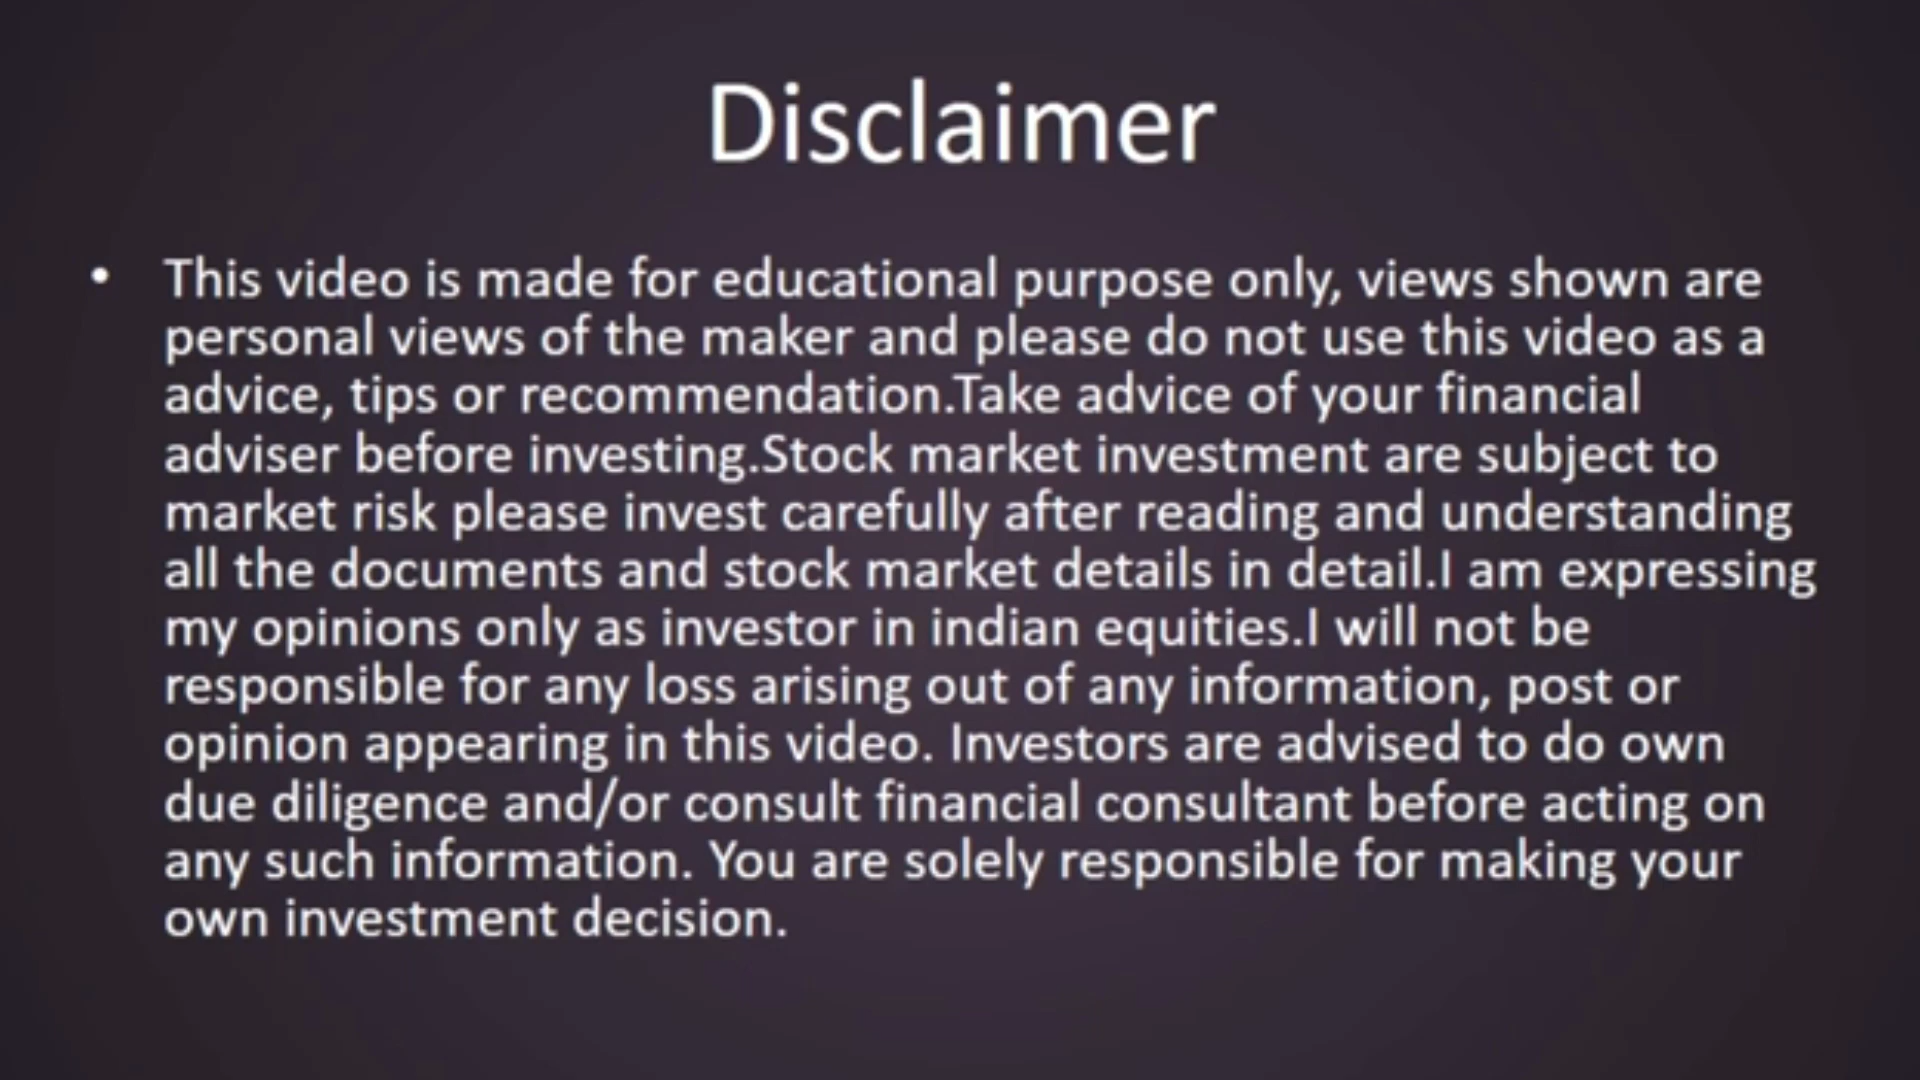 Disclaimer
• This video is made for educational purpose only, views shown are
personal views of the maker and please do not use this video as a
advice, tips or recommendation.Take advice of your financial
adviser before investing.Stock market investment are subject to
market risk please invest carefully after reading and understanding
all the documents and stock market details in detail.I am expressing
my opinions only as investor in indian equities.I will not be
responsible for any loss arising out of any information, post or
opinion appearing in this video. Investors are advised to do own
due diligence and/or consult financial consultant before acting on
any such information. You are solely responsible for making your
own investment decision.